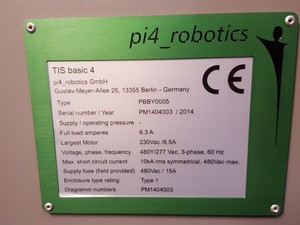 pi4_robotics
TIS basic 4
pi4_robotics GmbH
Gustav-Meyer-Allee 25, 13355 Berlin - Germany
Type PBBY0005
Serial number / Year PM1404003 / 2014
Supply / operating pressure -
Full load amperes 6.3 A
Largest Motor 230Vac /6.5A
Voltage, phase, frequency 480Y/277 Vac, 3-phase, 60 Hz
Max. short circuit current 10kA rms symmetrical, 480Vac max.
Supply fuse (field provided) 480Vac / 15A
Enclosure type rating Type 1
Diagramm numbers PM1404003
CE